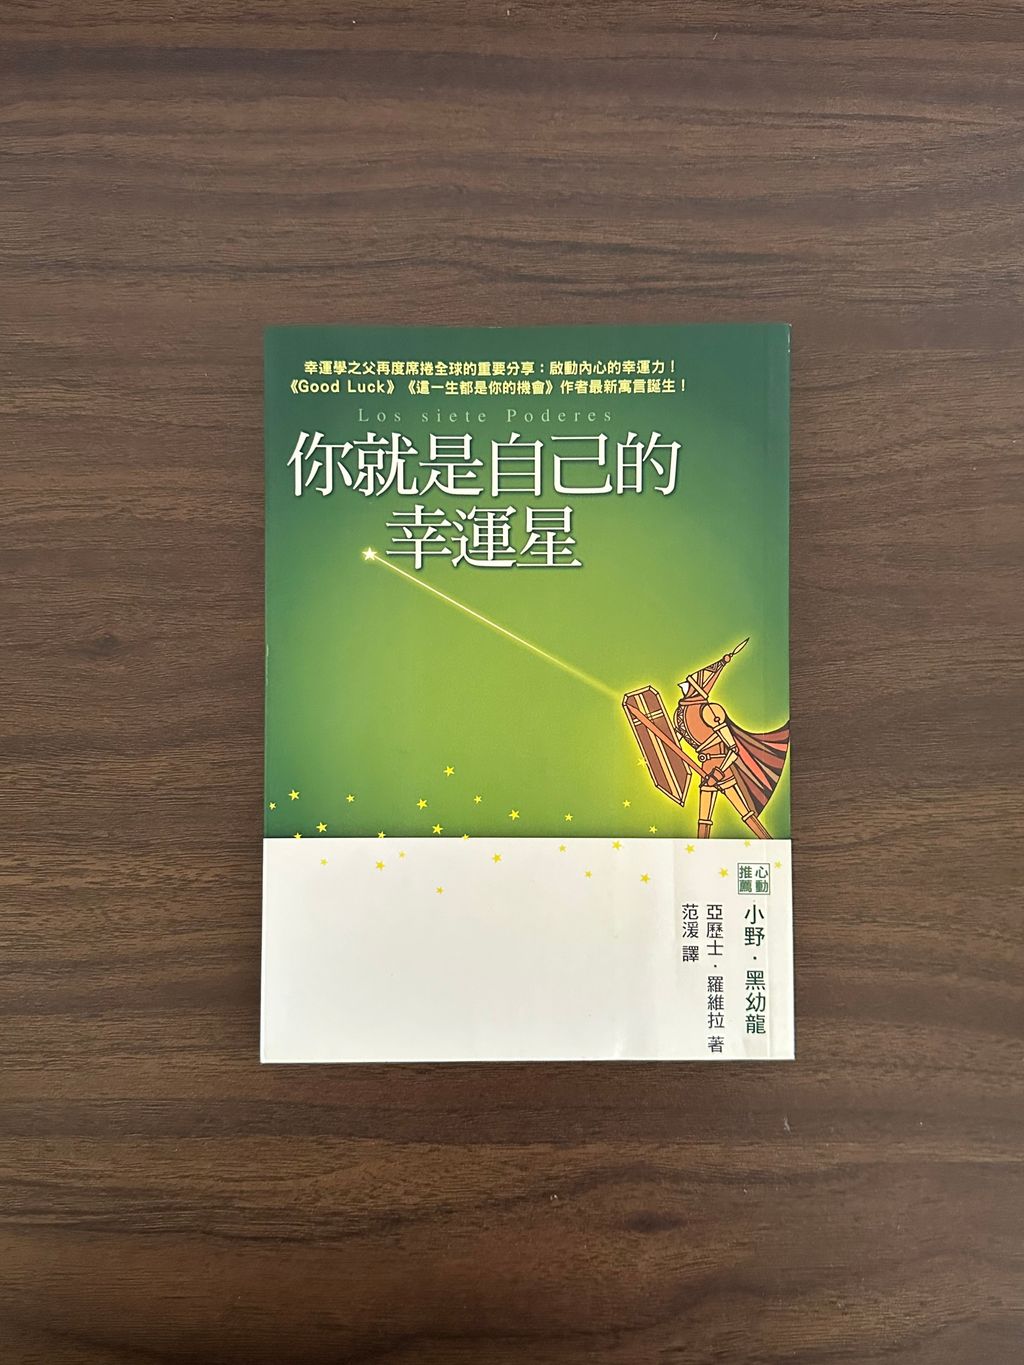 幸運學之父再度席捲全球的重要分享：啟動內心的幸運力！
《Good Luck》《這一生都是你的機會》作者最新寓言誕生！
Los siete Poderes
你就是自己的
幸運星
心動
推薦
小野．黑幼龍
亞歷士．羅維拉 著
范湲 譯